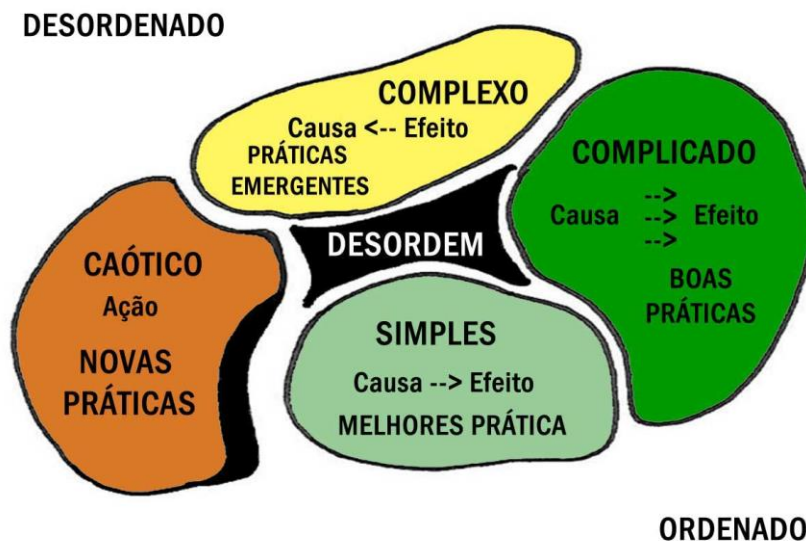 DESORDENADO
COMPLEXO
Causa <-- Efeito
PRÁTICAS
EMERGENTES
COMPLICADO
-->
Causa --> Efeito
-->
BOAS
PRÁTICAS
DESORDEM
CAÓTICO
Ação
NOVAS
PRÁTICAS
SIMPLES
Causa --> Efeito
MELHORES PRÁTICA
ORDENADO